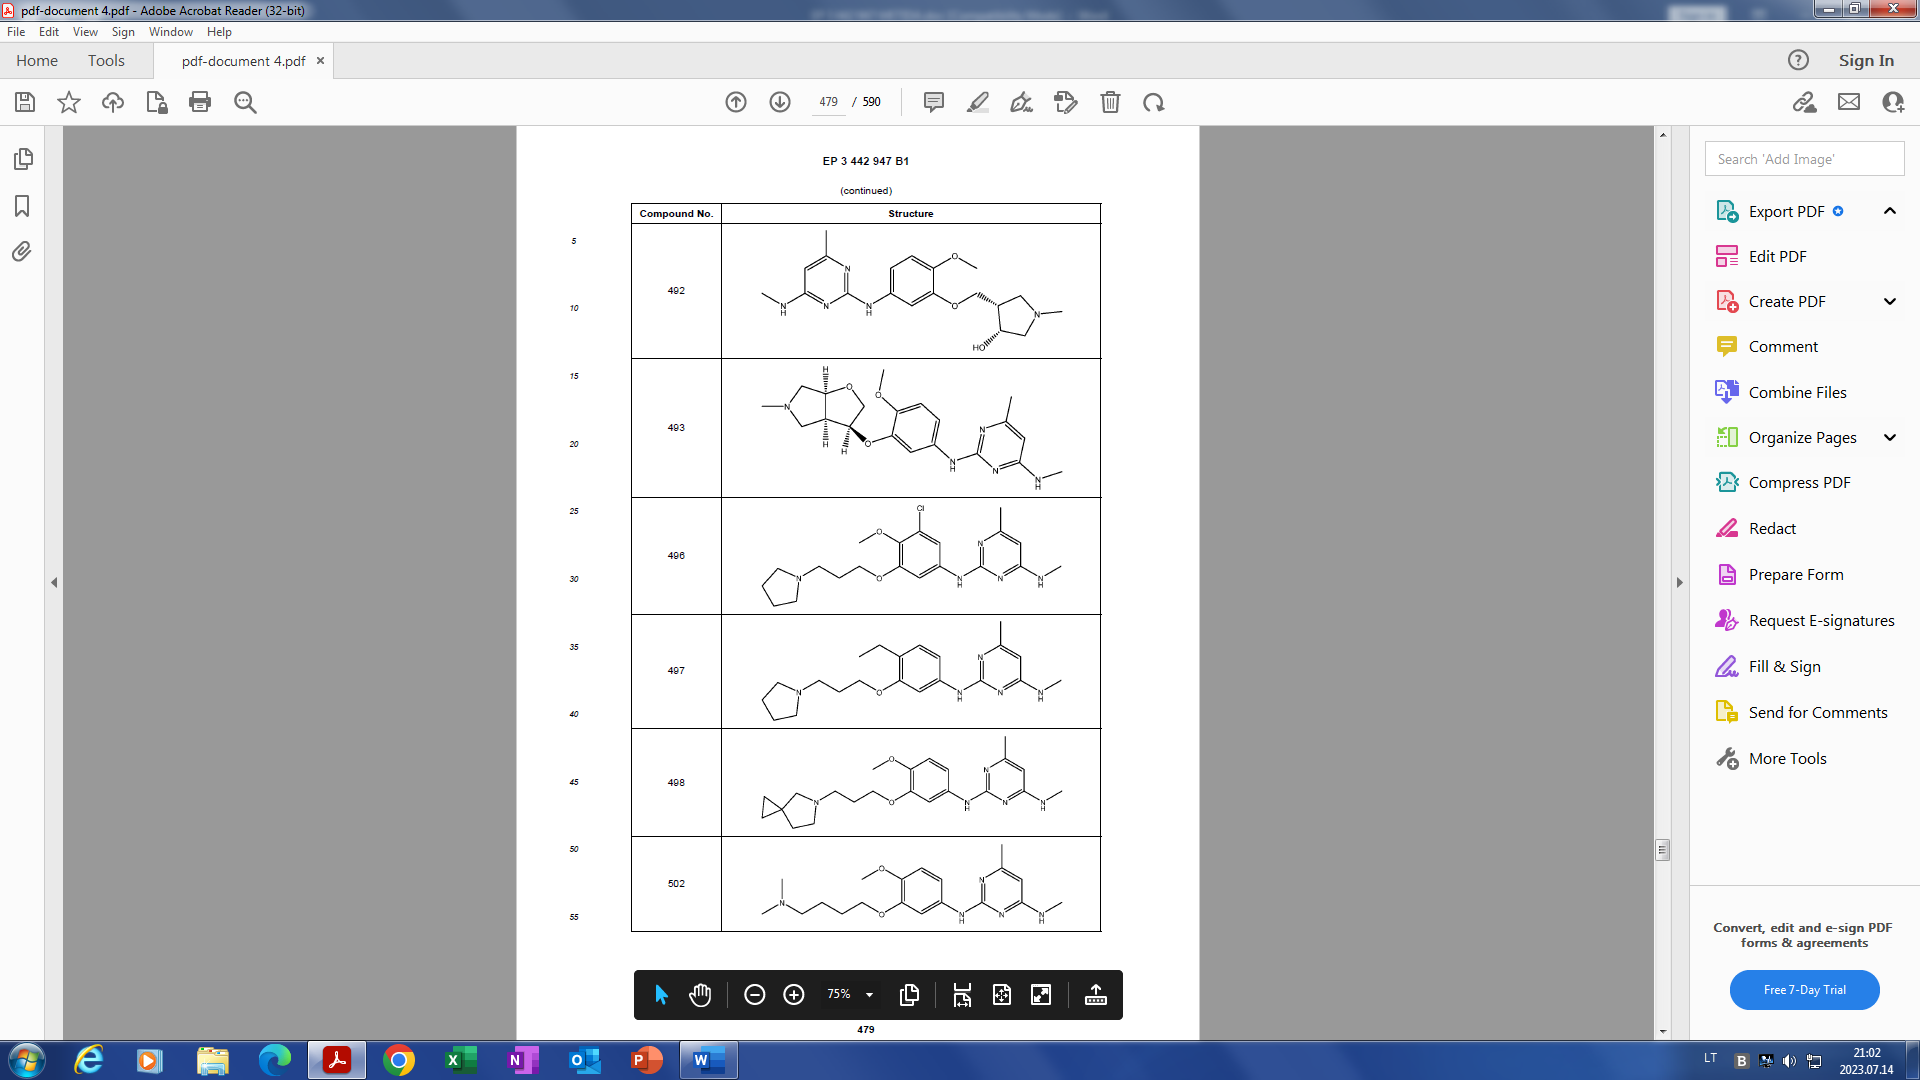 pdf-document 4.pdf - Adobe Acrobat Reader (32-bit)
File Edit View Sign Window Help
Home Tools pdf-document 4.pdf × ? Sign In
479 / 590
EP 3 442 947 B1
(continued)
Compound No. Structure
5
492
N
N
N
H
N
H
O
O
N
HO
10
15
493
H
H
H
N
O
O
O
N
H
N
N
N
H
20
25
496
Cl
O
O
N
N
H
N
N
N
H
30
35
497
N
O
N
H
N
N
N
H
40
45
498
O
N
O
N
H
N
N
N
H
50
502
O
N
O
N
H
N
N
N
H
55
75%
479
Search 'Add Image'
Export PDF
Edit PDF
Create PDF
Comment
Combine Files
Organize Pages
Compress PDF
Redact
Prepare Form
Request E-signatures
Fill & Sign
Send for Comments
More Tools
Convert, edit and e-sign PDF
forms & agreements
Free 7-Day Trial
LT
21:02
2023.07.14